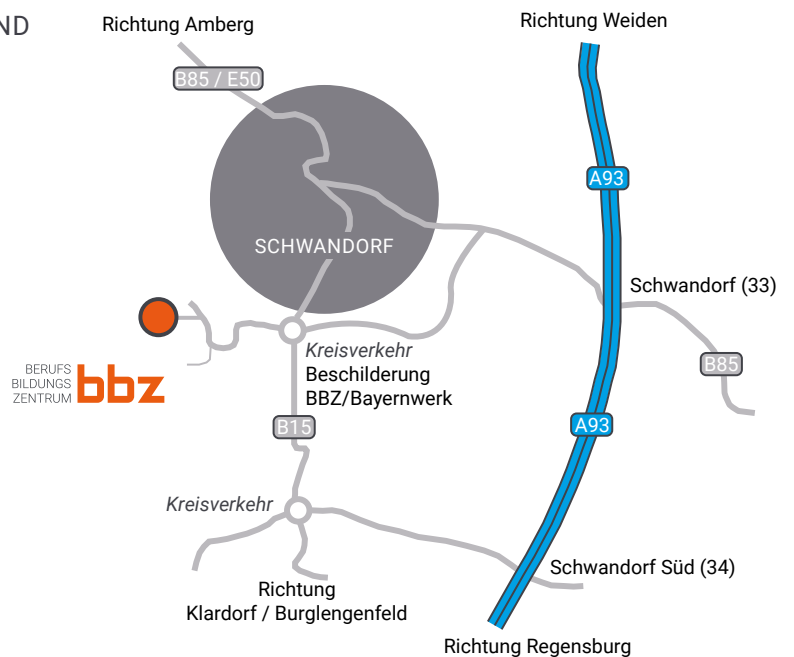 ND
Richtung Amberg
Richtung Weiden
B85 / E50
A93
SCHWANDORF
Schwandorf (33)
Kreisverkehr
Beschilderung
BBZ/Bayernwerk
B85
BERUFS
BILDUNGS
ZENTRUM
bbz
B15
A93
Kreisverkehr
Schwandorf Süd (34)
Richtung
Klardorf / Burglengenfeld
Richtung Regensburg